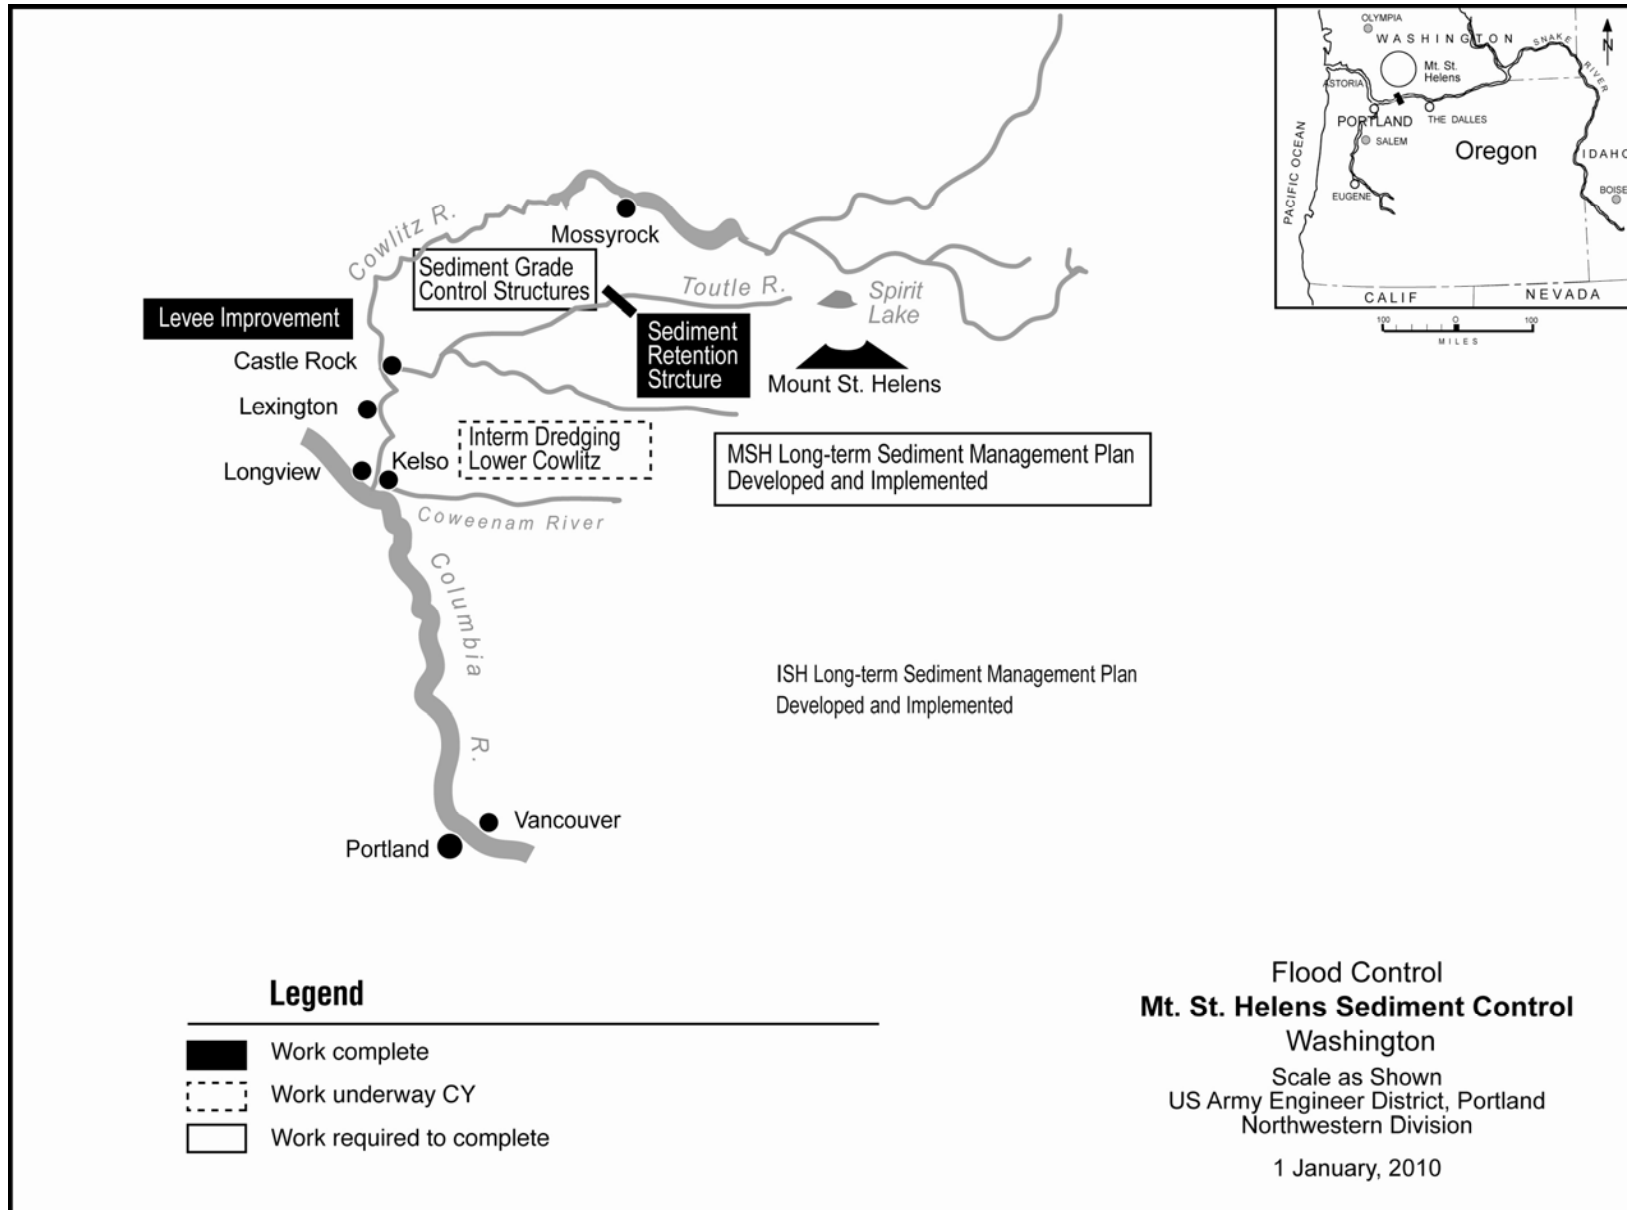 OLYMPIA
WASHINGTON
SNAKE
RIVER
N
Mt. St.
Helens
ASTORIA
PORTLAND
THE DALLES
SALEM
Oregon
IDAHO
BOISE
EUGENE
PACIFIC OCEAN
CALIF
NEVADA
100 0 100
MILES
Cowlitz R.
Mossyrock
Sediment Grade
Control Structures
Toutle R.
Spirit
Lake
Levee Improvement
Sediment
Retention
Strcture
Castle Rock
Mount St. Helens
Lexington
Interm Dredging
Lower Cowlitz
Kelso
Longview
MSH Long-term Sediment Management Plan
Developed and Implemented
Coweenam River
Columbia R.
ISH Long-term Sediment Management Plan
Developed and Implemented
Vancouver
Portland
Legend
Work complete
Work underway CY
Work required to complete
Flood Control
Mt. St. Helens Sediment Control
Washington
Scale as Shown
US Army Engineer District, Portland
Northwestern Division
1 January, 2010